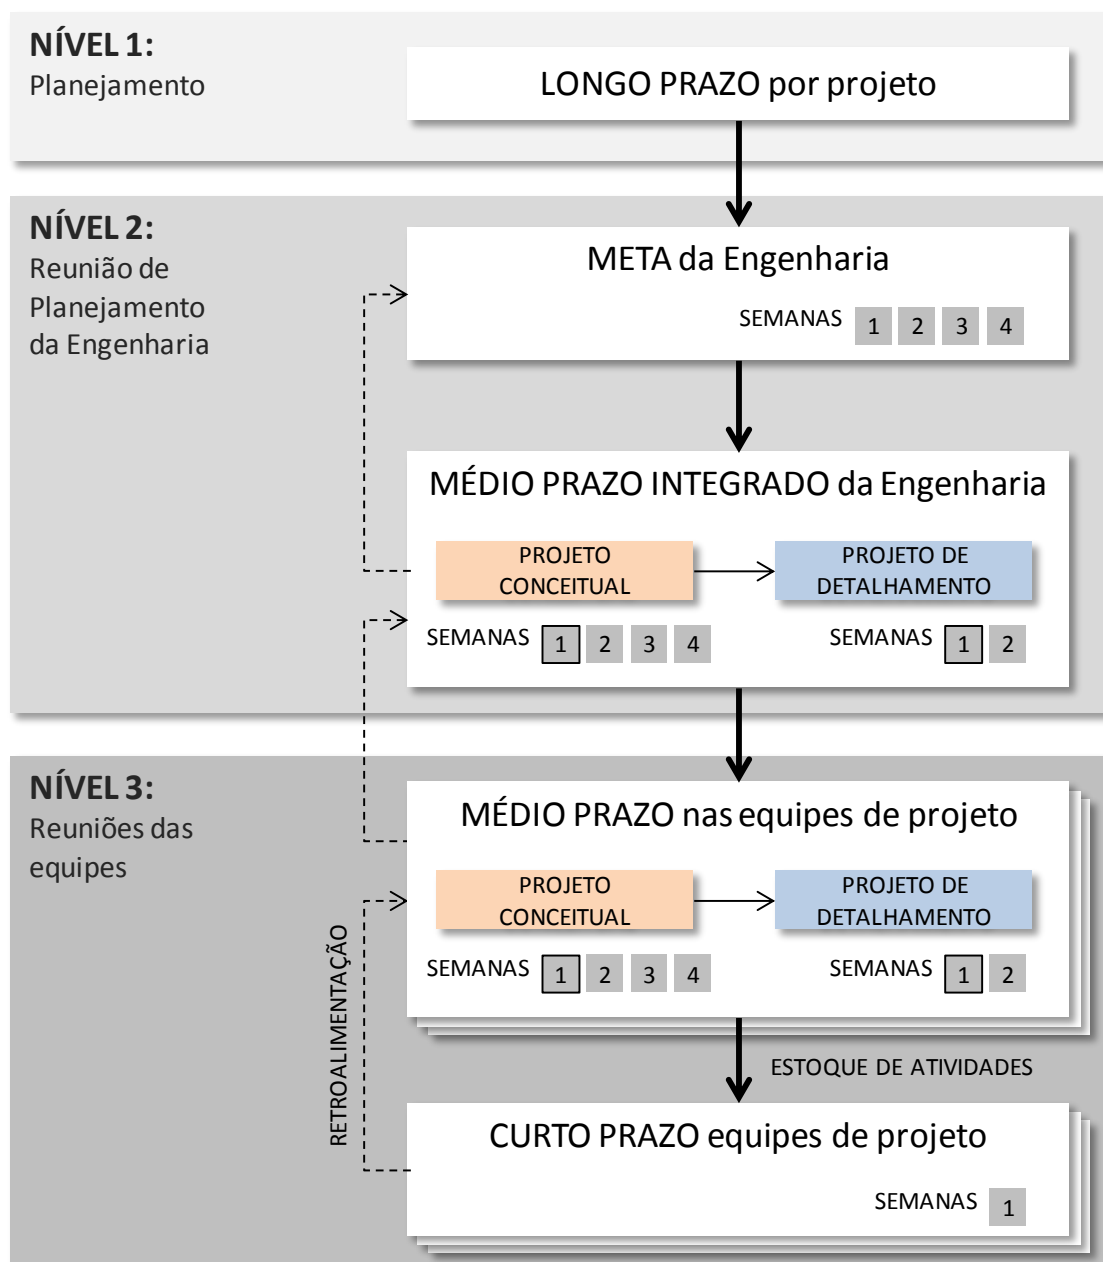 NÍVEL 1:
Planejamento
LONGO PRAZO por projeto
NÍVEL 2:
Reunião de
Planejamento
da Engenharia
META da Engenharia
SEMANAS 1 2 3 4
MÉDIO PRAZO INTEGRADO da Engenharia
PROJETO
CONCEITUAL
PROJETO DE
DETALHAMENTO
SEMANAS 1 2 3 4
SEMANAS 1 2
NÍVEL 3:
Reuniões das
equipes
MÉDIO PRAZO nas equipes de projeto
PROJETO
CONCEITUAL
PROJETO DE
DETALHAMENTO
SEMANAS 1 2 3 4
SEMANAS 1 2
RETROALIMENTAÇÃO
ESTOQUE DE ATIVIDADES
CURTO PRAZO equipes de projeto
SEMANAS 1